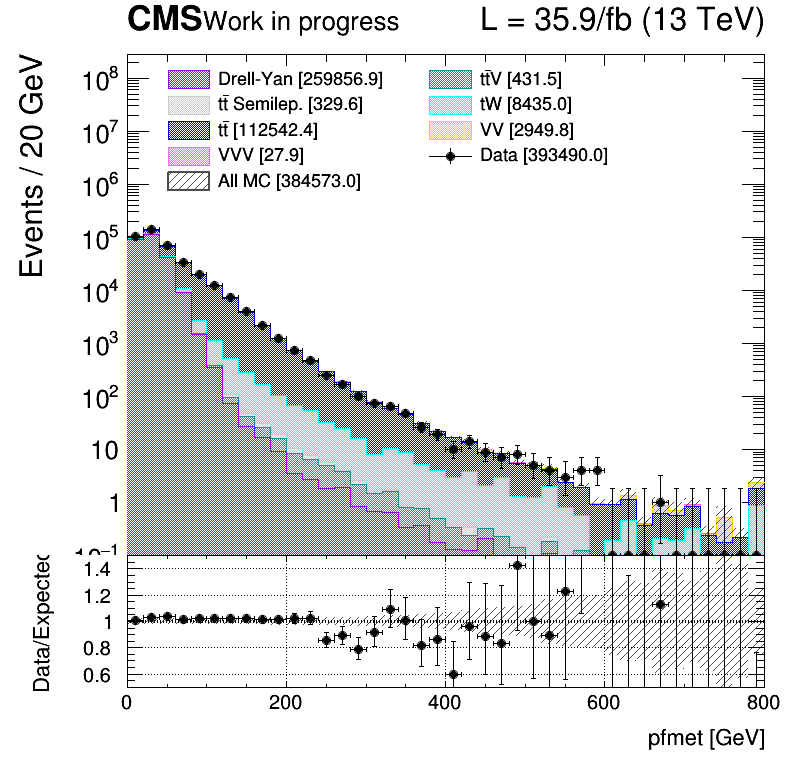 CMS Work in progress L = 35.9/fb (13 TeV)
Events / 20 GeV
10⁸
10⁷
10⁶
10⁵
10⁴
10³
10²
10
1
10⁻¹
Drell-Yan [259856.9]
tt̄ Semilep. [329.6]
tt̄ [112542.4]
VVV [27.9]
All MC [384573.0]
tt̄V [431.5]
tW [8435.0]
VV [2949.8]
Data [393490.0]
Data/Expected
1.4
1.2
1
0.8
0.6
0 200 400 600 800
pfmet [GeV]